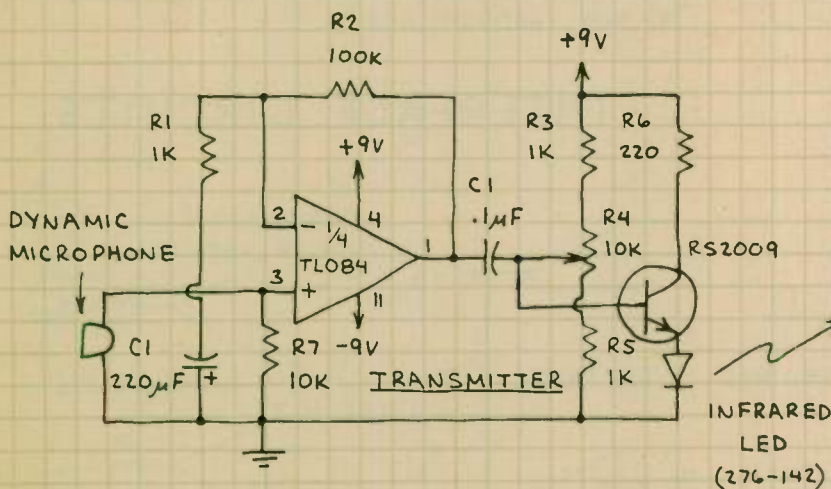 R2
100K
+9V
R1
1K
R3
1K
R6
220
+9V
C1
.1µF
DYNAMIC
MICROPHONE
2
-
1/4
4
1
R4
10K
RS2009
TL084
3
+
11
C1
220µF
+
R7
10K
-9V
TRANSMITTER
R5
1K
INFRARED
LED
(276-142)